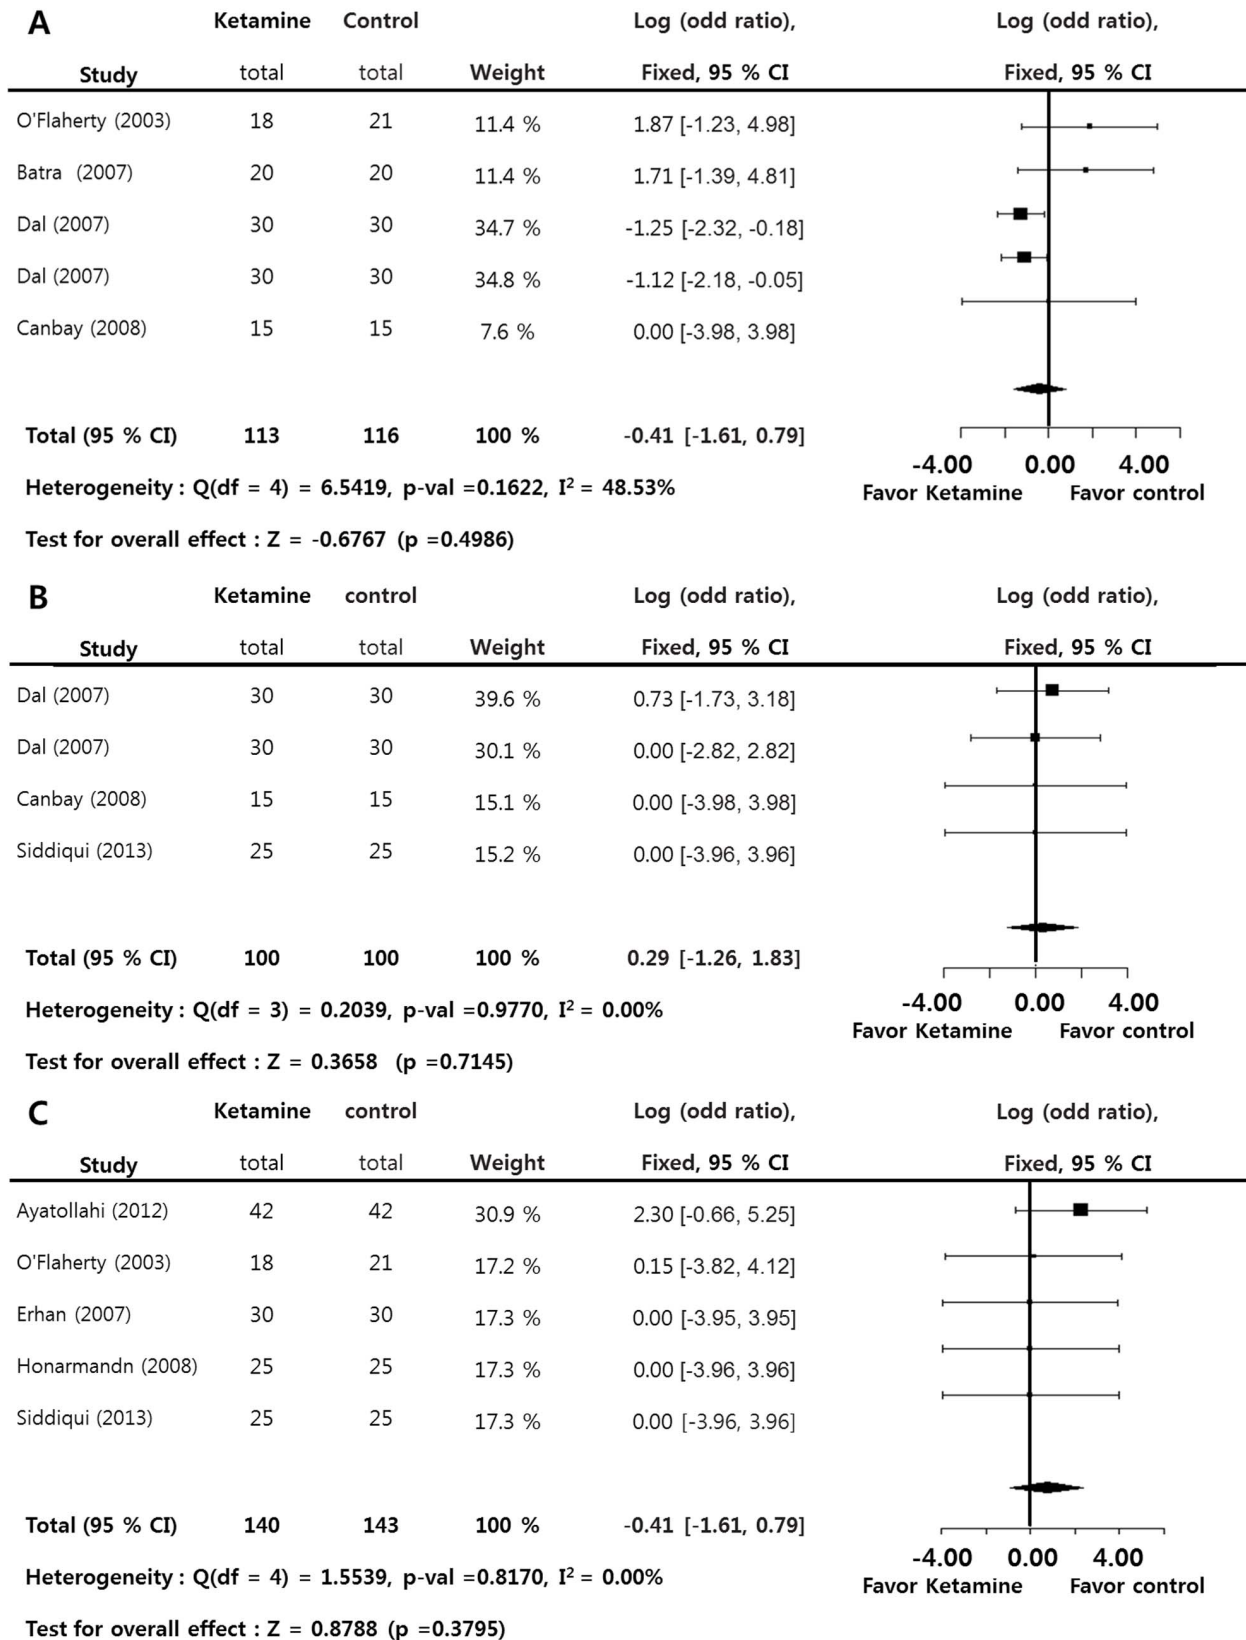 A Ketamine Control Log (odd ratio), Log (odd ratio),
Study total total Weight Fixed, 95 % CI Fixed, 95 % CI
O'Flaherty (2003) 18 21 11.4 % 1.87 [-1.23, 4.98]
Batra (2007) 20 20 11.4 % 1.71 [-1.39, 4.81]
Dal (2007) 30 30 34.7 % -1.25 [-2.32, -0.18]
Dal (2007) 30 30 34.8 % -1.12 [-2.18, -0.05]
Canbay (2008) 15 15 7.6 % 0.00 [-3.98, 3.98]
Total (95 % CI) 113 116 100 % -0.41 [-1.61, 0.79]
-4.00 0.00 4.00
Heterogeneity : Q(df = 4) = 6.5419, p-val =0.1622, I² = 48.53%
Favor Ketamine Favor control
Test for overall effect : Z = -0.6767 (p =0.4986)
B Ketamine control Log (odd ratio), Log (odd ratio),
Study total total Weight Fixed, 95 % CI Fixed, 95 % CI
Dal (2007) 30 30 39.6 % 0.73 [-1.73, 3.18]
Dal (2007) 30 30 30.1 % 0.00 [-2.82, 2.82]
Canbay (2008) 15 15 15.1 % 0.00 [-3.98, 3.98]
Siddiqui (2013) 25 25 15.2 % 0.00 [-3.96, 3.96]
Total (95 % CI) 100 100 100 % 0.29 [-1.26, 1.83]
-4.00 0.00 4.00
Heterogeneity : Q(df = 3) = 0.2039, p-val =0.9770, I² = 0.00%
Favor Ketamine Favor control
Test for overall effect : Z = 0.3658 (p =0.7145)
C Ketamine control Log (odd ratio), Log (odd ratio),
Study total total Weight Fixed, 95 % CI Fixed, 95 % CI
Ayatollahi (2012) 42 42 30.9 % 2.30 [-0.66, 5.25]
O'Flaherty (2003) 18 21 17.2 % 0.15 [-3.82, 4.12]
Erhan (2007) 30 30 17.3 % 0.00 [-3.95, 3.95]
Honarmandn (2008) 25 25 17.3 % 0.00 [-3.96, 3.96]
Siddiqui (2013) 25 25 17.3 % 0.00 [-3.96, 3.96]
Total (95 % CI) 140 143 100 % -0.41 [-1.61, 0.79]
-4.00 0.00 4.00
Heterogeneity : Q(df = 4) = 1.5539, p-val =0.8170, I² = 0.00%
Favor Ketamine Favor control
Test for overall effect : Z = 0.8788 (p =0.3795)